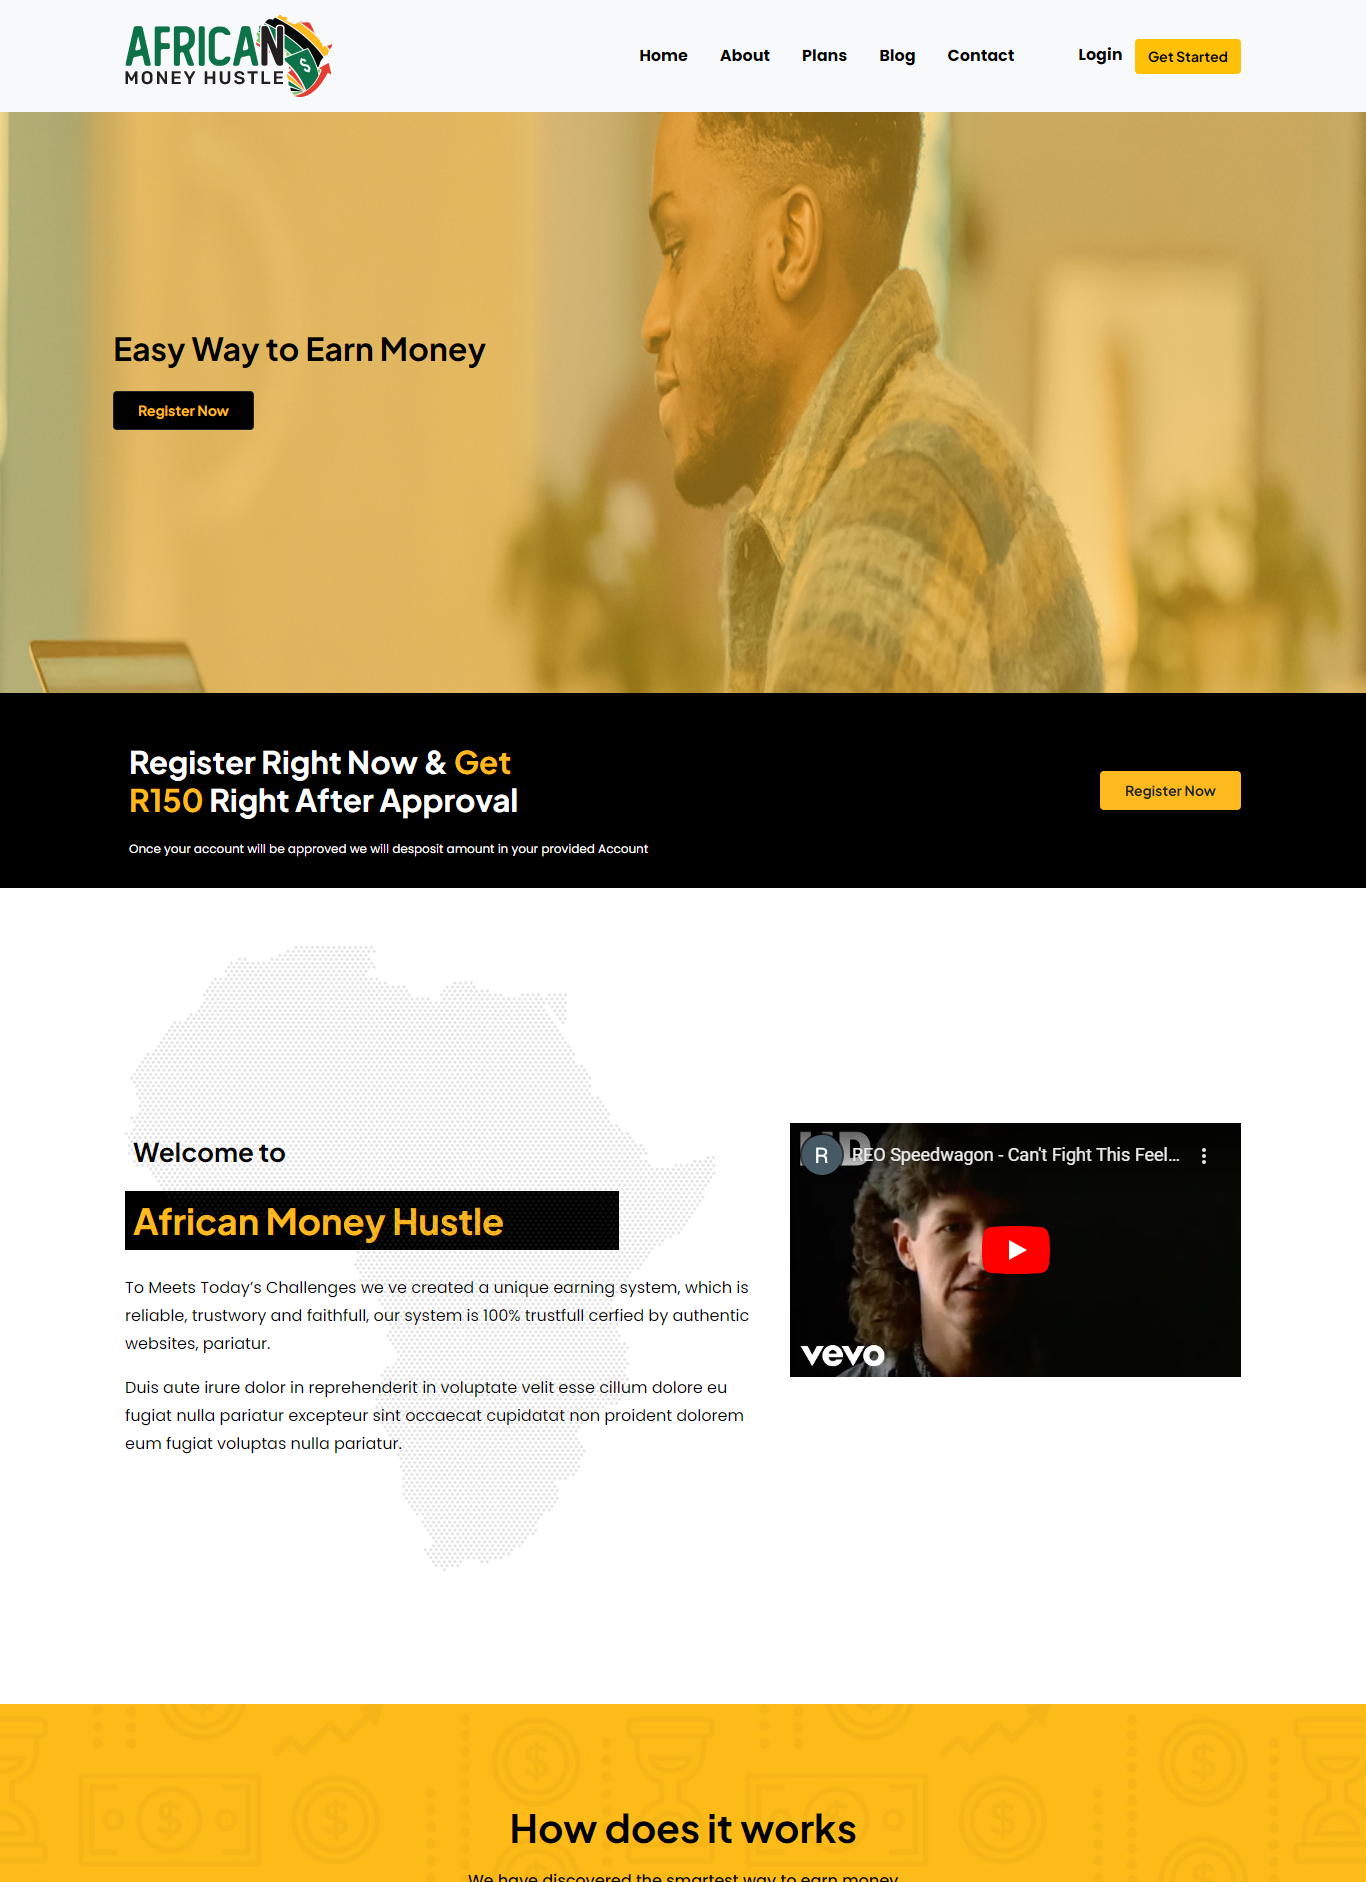 AFRICAN
MONEY HUSTLE
$
Home About Plans Blog Contact Login Get Started
Easy Way to Earn Money
Register Now
Register Right Now & Get
R150 Right After Approval
Once your account will be approved we will desposit amount in your provided Account
Register Now
Welcome to
African Money Hustle
To Meets Today’s Challenges we ve created a unique earning system, which is
reliable, trustwory and faithfull, our system is 100% trustfull cerfied by authentic
websites, pariatur.
Duis aute irure dolor in reprehenderit in voluptate velit esse cillum dolore eu
fugiat nulla pariatur excepteur sint occaecat cupidatat non proident dolorem
eum fugiat voluptas nulla pariatur.
HD
R REO Speedwagon - Can't Fight This Feel...
vevo
How does it works
We have discovered the smartest way to earn money